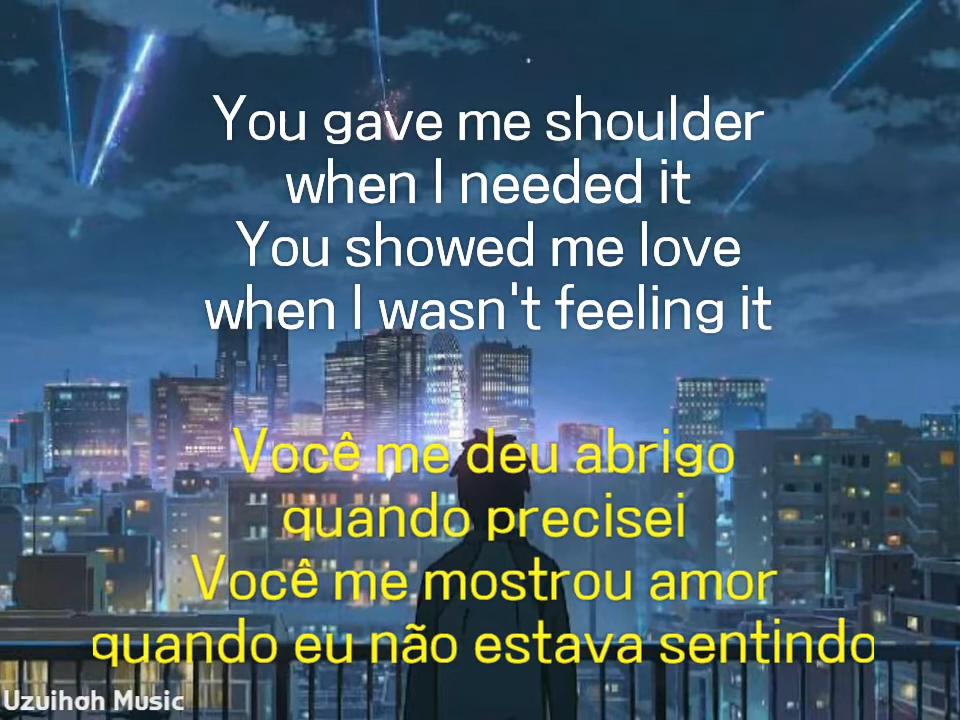 You gave me shoulder
when I needed it
You showed me love
when I wasn't feeling it
Você me deu abrigo
quando precisei
Você me mostrou amor
quando eu não estava sentindo
Uzuihah Music